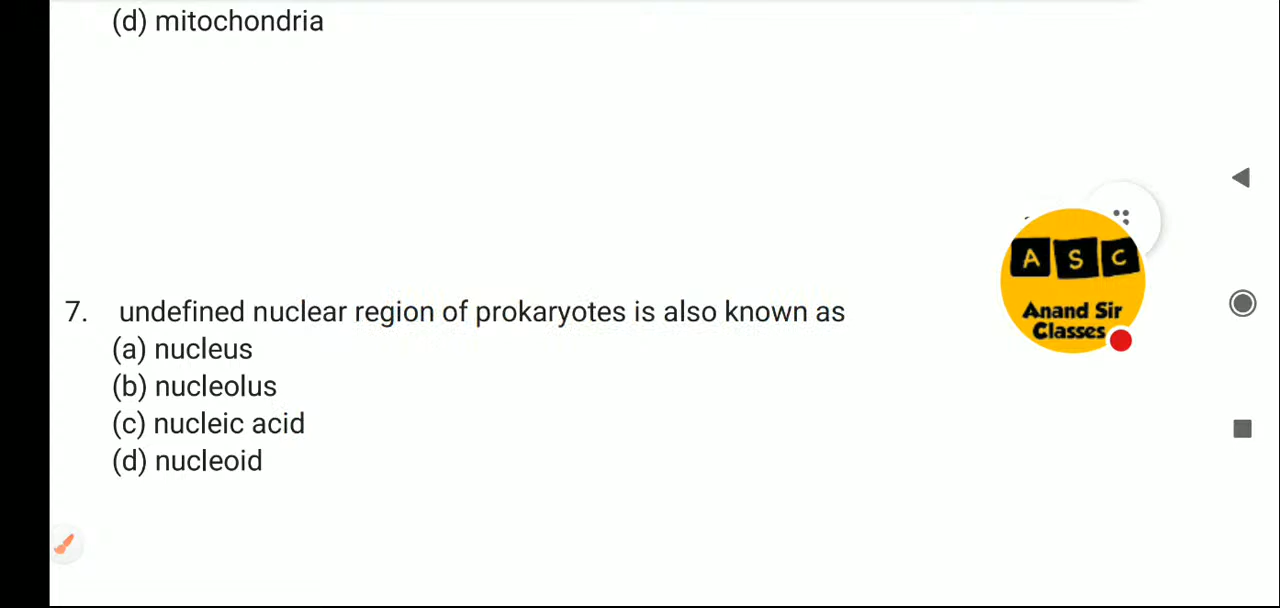 (d) mitochondria
A S C
Anand Sir
Classes
7. undefined nuclear region of prokaryotes is also known as
(a) nucleus
(b) nucleolus
(c) nucleic acid
(d) nucleoid